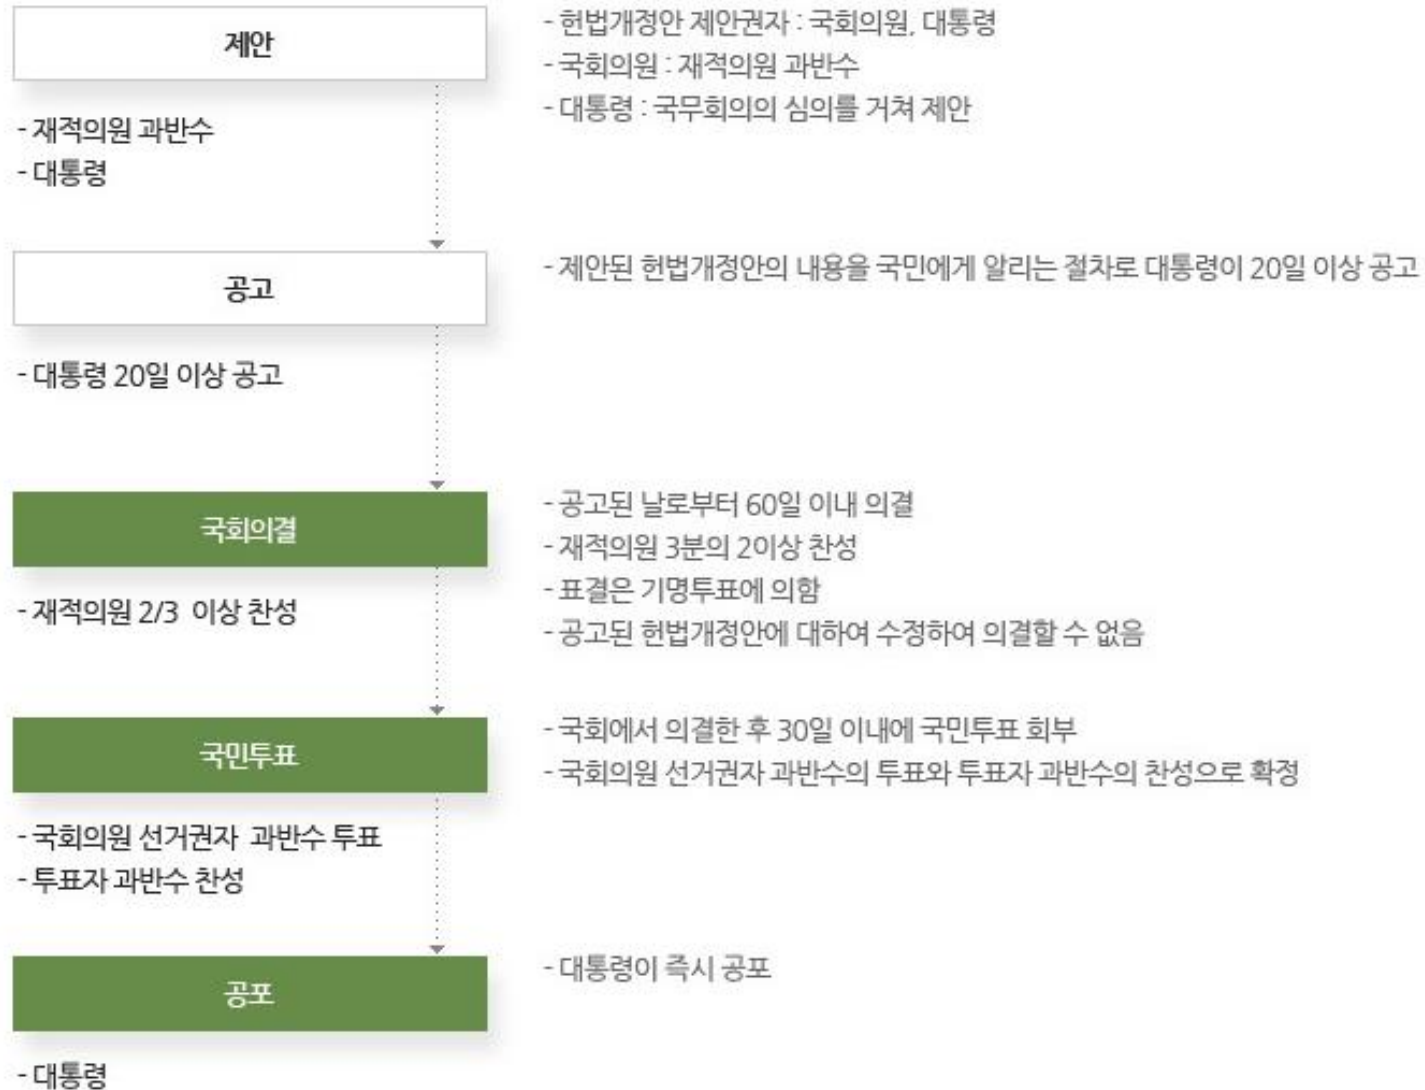 제안
- 재적의원 과반수
- 대통령
- 헌법개정안 제안권자 : 국회의원, 대통령
- 국회의원 : 재적의원 과반수
- 대통령 : 국무회의의 심의를 거쳐 제안
공고
- 대통령 20일 이상 공고
- 제안된 헌법개정안의 내용을 국민에게 알리는 절차로 대통령이 20일 이상 공고
국회의결
- 재적의원 2/3 이상 찬성
- 공고된 날로부터 60일 이내 의결
- 재적의원 3분의 2이상 찬성
- 표결은 기명투표에 의함
- 공고된 헌법개정안에 대하여 수정하여 의결할 수 없음
국민투표
- 국회의원 선거권자 과반수 투표
- 투표자 과반수 찬성
- 국회에서 의결한 후 30일 이내에 국민투표 회부
- 국회의원 선거권자 과반수의 투표와 투표자 과반수의 찬성으로 확정
공포
- 대통령
- 대통령이 즉시 공포